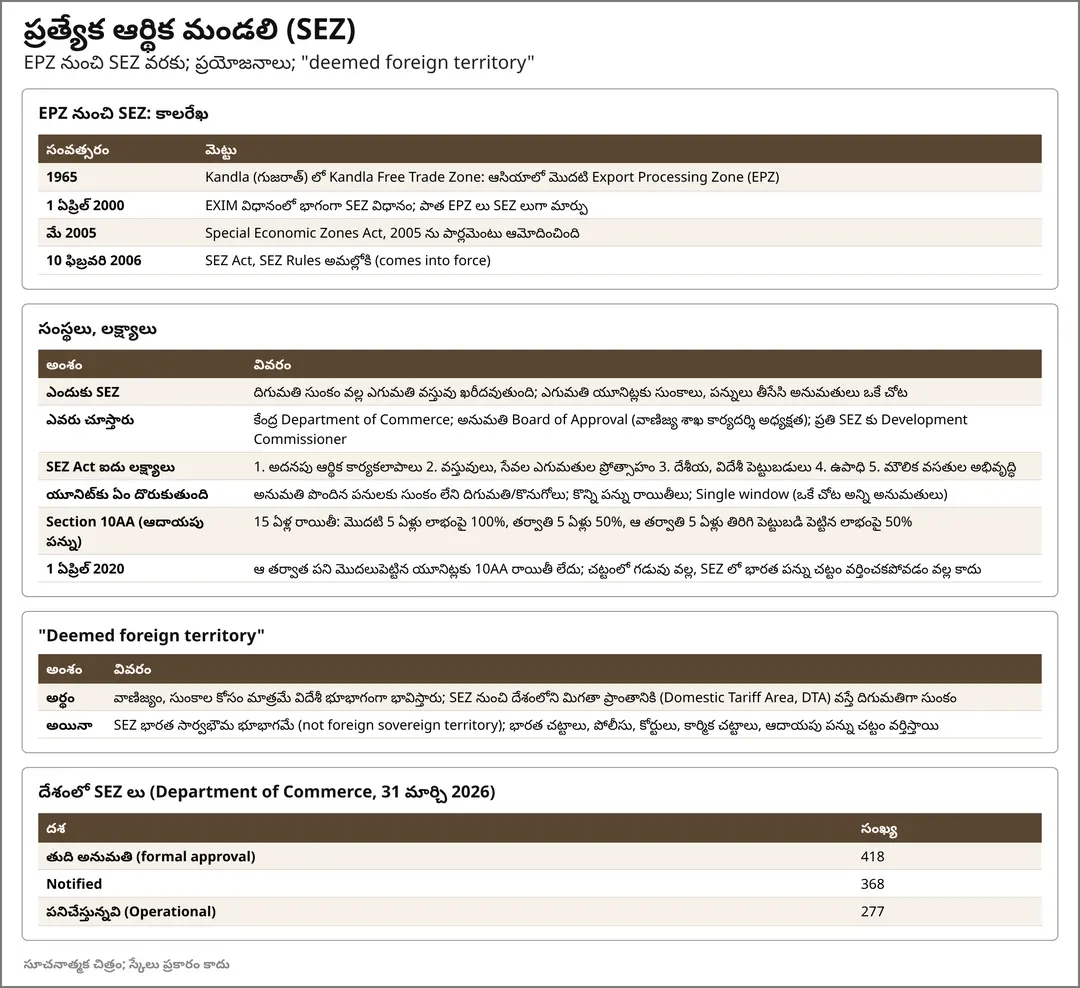 ప్రత్యేక ఆర్థిక మండలి (SEZ)
EPZ నుంచి SEZ వరకు; ప్రయోజనాలు; "deemed foreign territory"
EPZ నుంచి SEZ: కాలరేఖ
సంవత్సరం మెట్టు
1965 Kandla (గుజరాత్) లో Kandla Free Trade Zone: ఆసియాలో మొదటి Export Processing Zone (EPZ)
1 ఏప్రిల్ 2000 EXIM విధానంలో భాగంగా SEZ విధానం; పాత EPZ లు SEZ లుగా మార్పు
మే 2005 Special Economic Zones Act, 2005 ను పార్లమెంటు ఆమోదించింది
10 ఫిబ్రవరి 2006 SEZ Act, SEZ Rules అమల్లోకి (comes into force)
సంస్థలు, లక్ష్యాలు
అంశం వివరం
ఎందుకు SEZ దిగుమతి సుంకం వల్ల ఎగుమతి వస్తువు ఖరీదవుతుంది; ఎగుమతి యూనిట్లకు సుంకాలు, పన్నులు తీసేసి అనుమతులు ఒకే చోట
ఎవరు చూస్తారు కేంద్ర Department of Commerce; అనుమతి Board of Approval (వాణిజ్య శాఖ కార్యదర్శి అధ్యక్షత); ప్రతి SEZ కు Development
Commissioner
SEZ Act ఐదు లక్ష్యాలు 1. అదనపు ఆర్థిక కార్యకలాపాలు 2. వస్తువులు, సేవల ఎగుమతుల ప్రోత్సాహం 3. దేశీయ, విదేశీ పెట్టుబడులు 4. ఉపాధి 5. మౌలిక వసతుల అభివృద్ధి
యూనిట్‌కు ఏం దొరుకుతుంది అనుమతి పొందిన పనులకు సుంకం లేని దిగుమతి/కొనుగోలు; కొన్ని పన్ను రాయితీలు; Single window (ఒకే చోట అన్ని అనుమతులు)
Section 10AA (ఆదాయపు 15 ఏళ్ల రాయితీ: మొదటి 5 ఏళ్లు లాభంపై 100%, తర్వాతి 5 ఏళ్లు 50%, ఆ తర్వాతి 5 ఏళ్లు తిరిగి పెట్టుబడి పెట్టిన లాభంపై 50%
పన్ను)
1 ఏప్రిల్ 2020 ఆ తర్వాత పని మొదలుపెట్టిన యూనిట్లకు 10AA రాయితీ లేదు; చట్టంలో గడువు వల్ల, SEZ లో భారత పన్ను చట్టం వర్తించకపోవడం వల్ల కాదు
"Deemed foreign territory"
అంశం వివరం
అర్థం వాణిజ్యం, సుంకాల కోసం మాత్రమే విదేశీ భూభాగంగా భావిస్తారు; SEZ నుంచి దేశంలోని మిగతా ప్రాంతానికి (Domestic Tariff Area, DTA) వస్తే దిగుమతిగా సుంకం
అయినా SEZ భారత సార్వభౌమ భూభాగమే (not foreign sovereign territory); భారత చట్టాలు, పోలీసు, కోర్టులు, కార్మిక చట్టాలు, ఆదాయపు పన్ను చట్టం వర్తిస్తాయి
దేశంలో SEZ లు (Department of Commerce, 31 మార్చి 2026)
దశ సంఖ్య
తుది అనుమతి (formal approval) 418
Notified 368
పనిచేస్తున్నవి (Operational) 277
సూచనాత్మక చిత్రం; స్కేలు ప్రకారం కాదు